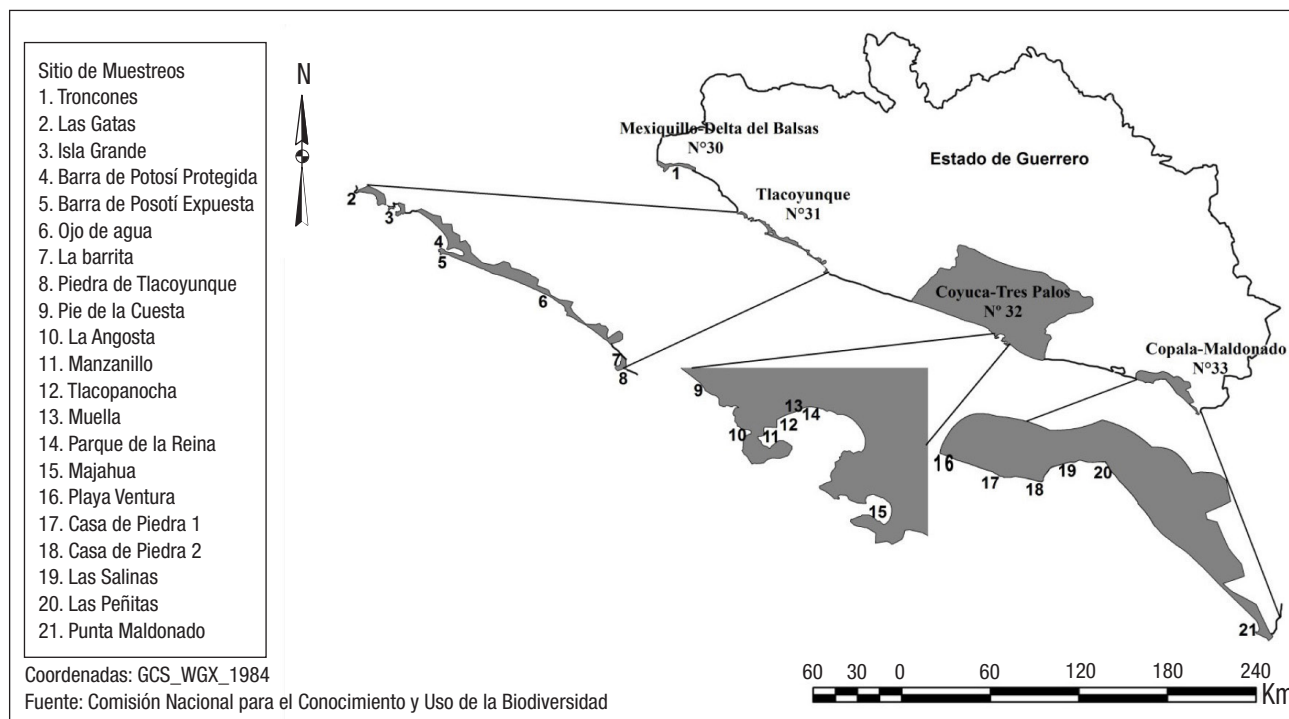 Sitio de Muestreos
1. Troncones
2. Las Gatas
3. Isla Grande
4. Barra de Potosí Protegida
5. Barra de Posotí Expuesta
6. Ojo de agua
7. La barrita
8. Piedra de Tlacoyunque
9. Pie de la Cuesta
10. La Angosta
11. Manzanillo
12. Tlacopanocha
13. Muella
14. Parque de la Reina
15. Majahua
16. Playa Ventura
17. Casa de Piedra 1
18. Casa de Piedra 2
19. Las Salinas
20. Las Peñitas
21. Punta Maldonado
Coordenadas: GCS_WGX_1984
Fuente: Comisión Nacional para el Conocimiento y Uso de la Biodiversidad
N
Mexiquillo-Delta del Balsas
N°30
1
Estado de Guerrero
Tlacoyunque
N°31
2
3
4
5
6
7
8
Coyuca-Tres Palos
N° 32
Copala-Maldonado
N°33
9
10
11
12
13
14
15
16
17
18
19
20
21
60 30 0 60 120 180 240
Km